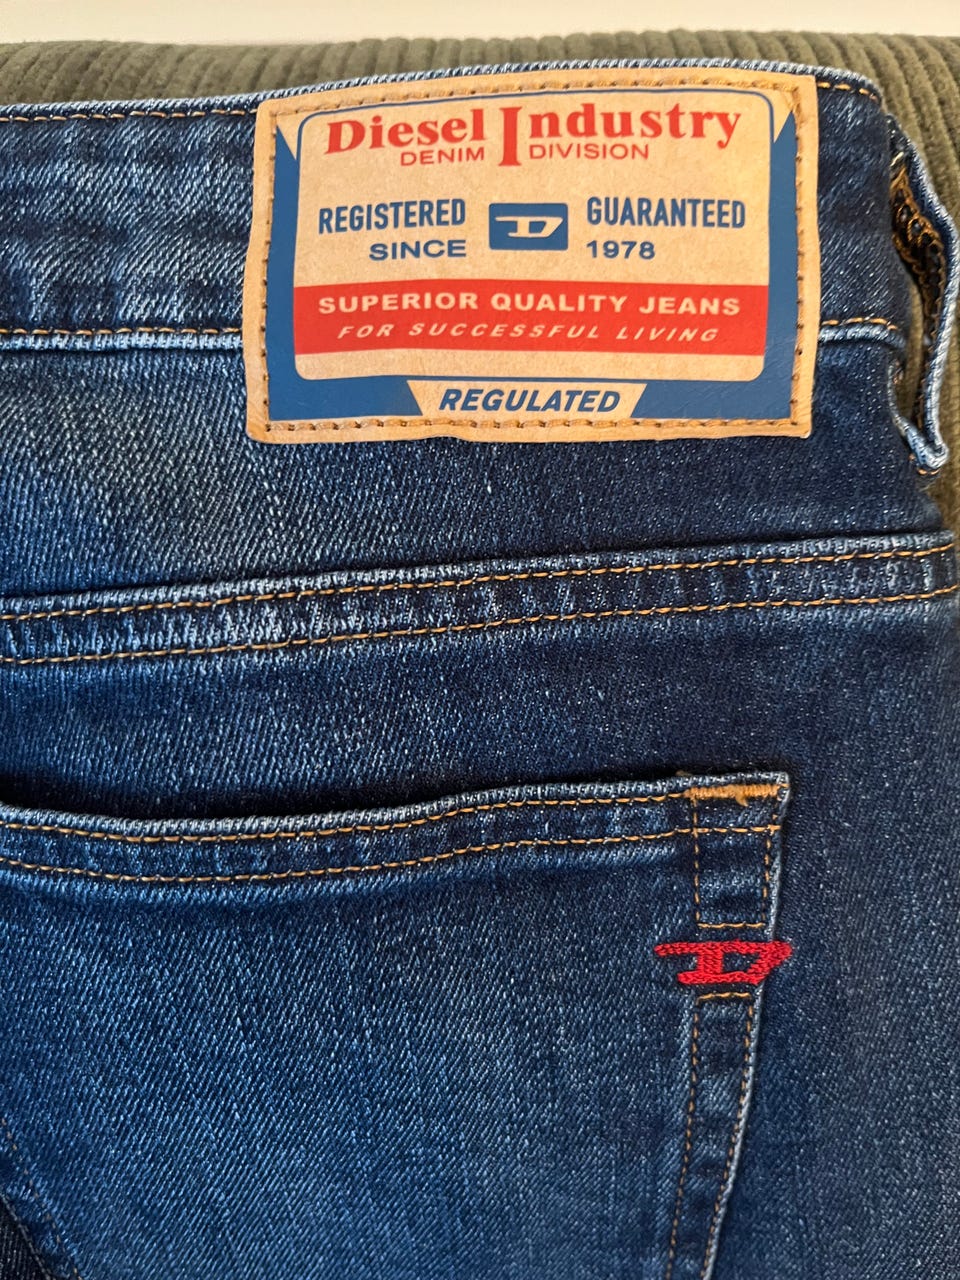 Diesel Industry
DENIM DIVISION
REGISTERED D GUARANTEED
SINCE 1978
SUPERIOR QUALITY JEANS
FOR SUCCESSFUL LIVING
REGULATED
D